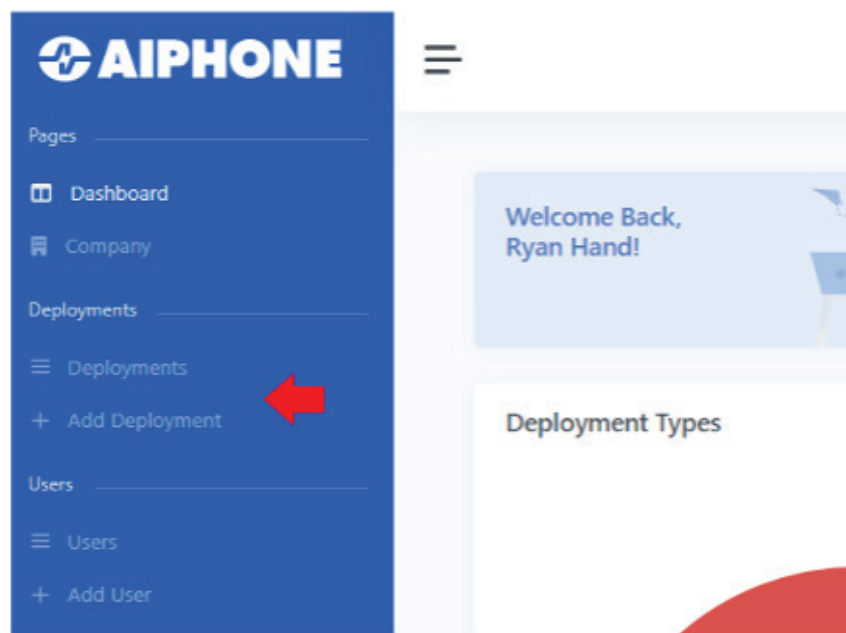 AIPHONE
Pages
Dashboard
Company
Deployments
Deployments
Add Deployment
Users
Users
Add User
Welcome Back,
Ryan Hand!
Deployment Types